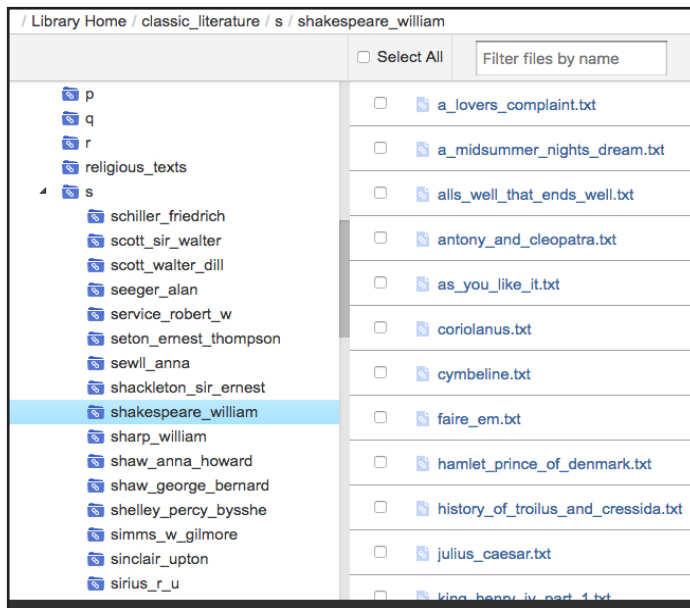 / Library Home / classic_literature / s / shakespeare_william
Select All
Filter files by name
p
q
r
religious_texts
s
schiller_friedrich
scott_sir_walter
scott_walter_dill
seeger_alan
service_robert_w
seton_ernest_thompson
sewll_anna
shackleton_sir_ernest
shakespeare_william
sharp_william
shaw_anna_howard
shaw_george_bernard
shelley_percy_bysshe
simms_w_gilmore
sinclair_upton
sirius_r_u
a_lovers_complaint.txt
a_midsummer_nights_dream.txt
alls_well_that_ends_well.txt
antony_and_cleopatra.txt
as_you_like_it.txt
coriolanus.txt
cymbeline.txt
faire_em.txt
hamlet_prince_of_denmark.txt
history_of_troilus_and_cressida.txt
julius_caesar.txt
king_henry_iv_part_1.txt